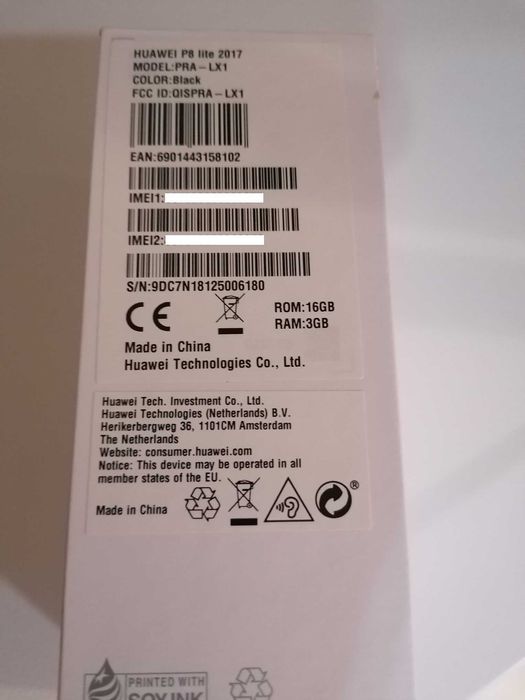 HUAWEI P8 lite 2017
MODEL:PRA-LX1
COLOR:Black
FCC ID:QISPRA-LX1
EAN:6901443158102
IMEI1:
IMEI2:
S/N:9DC7N18125006180
CE
ROM:16GB
RAM:3GB
Made in China
Huawei Technologies Co., Ltd.
Huawei Tech. Investment Co., Ltd.
Huawei Technologies (Netherlands) B.V.
Herikerbergweg 36, 1101CM Amsterdam
The Netherlands
Website: consumer.huawei.com
Notice: This device may be operated in all
member states of the EU.
Made in China
®
PRINTED WITH
SOY INK